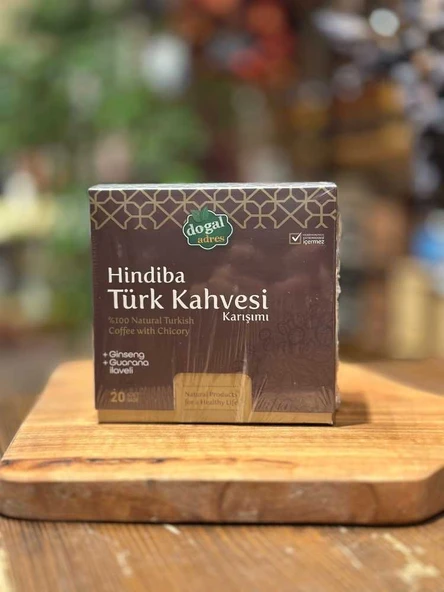 doğal
adres
içermez
Hindiba
Türk Kahvesi
Karışımı
%100 Natural Turkish
Coffee with Chicory
+ Ginseng
+ Guarana
ilaveli
20
Natural Products
for a Healthy Life